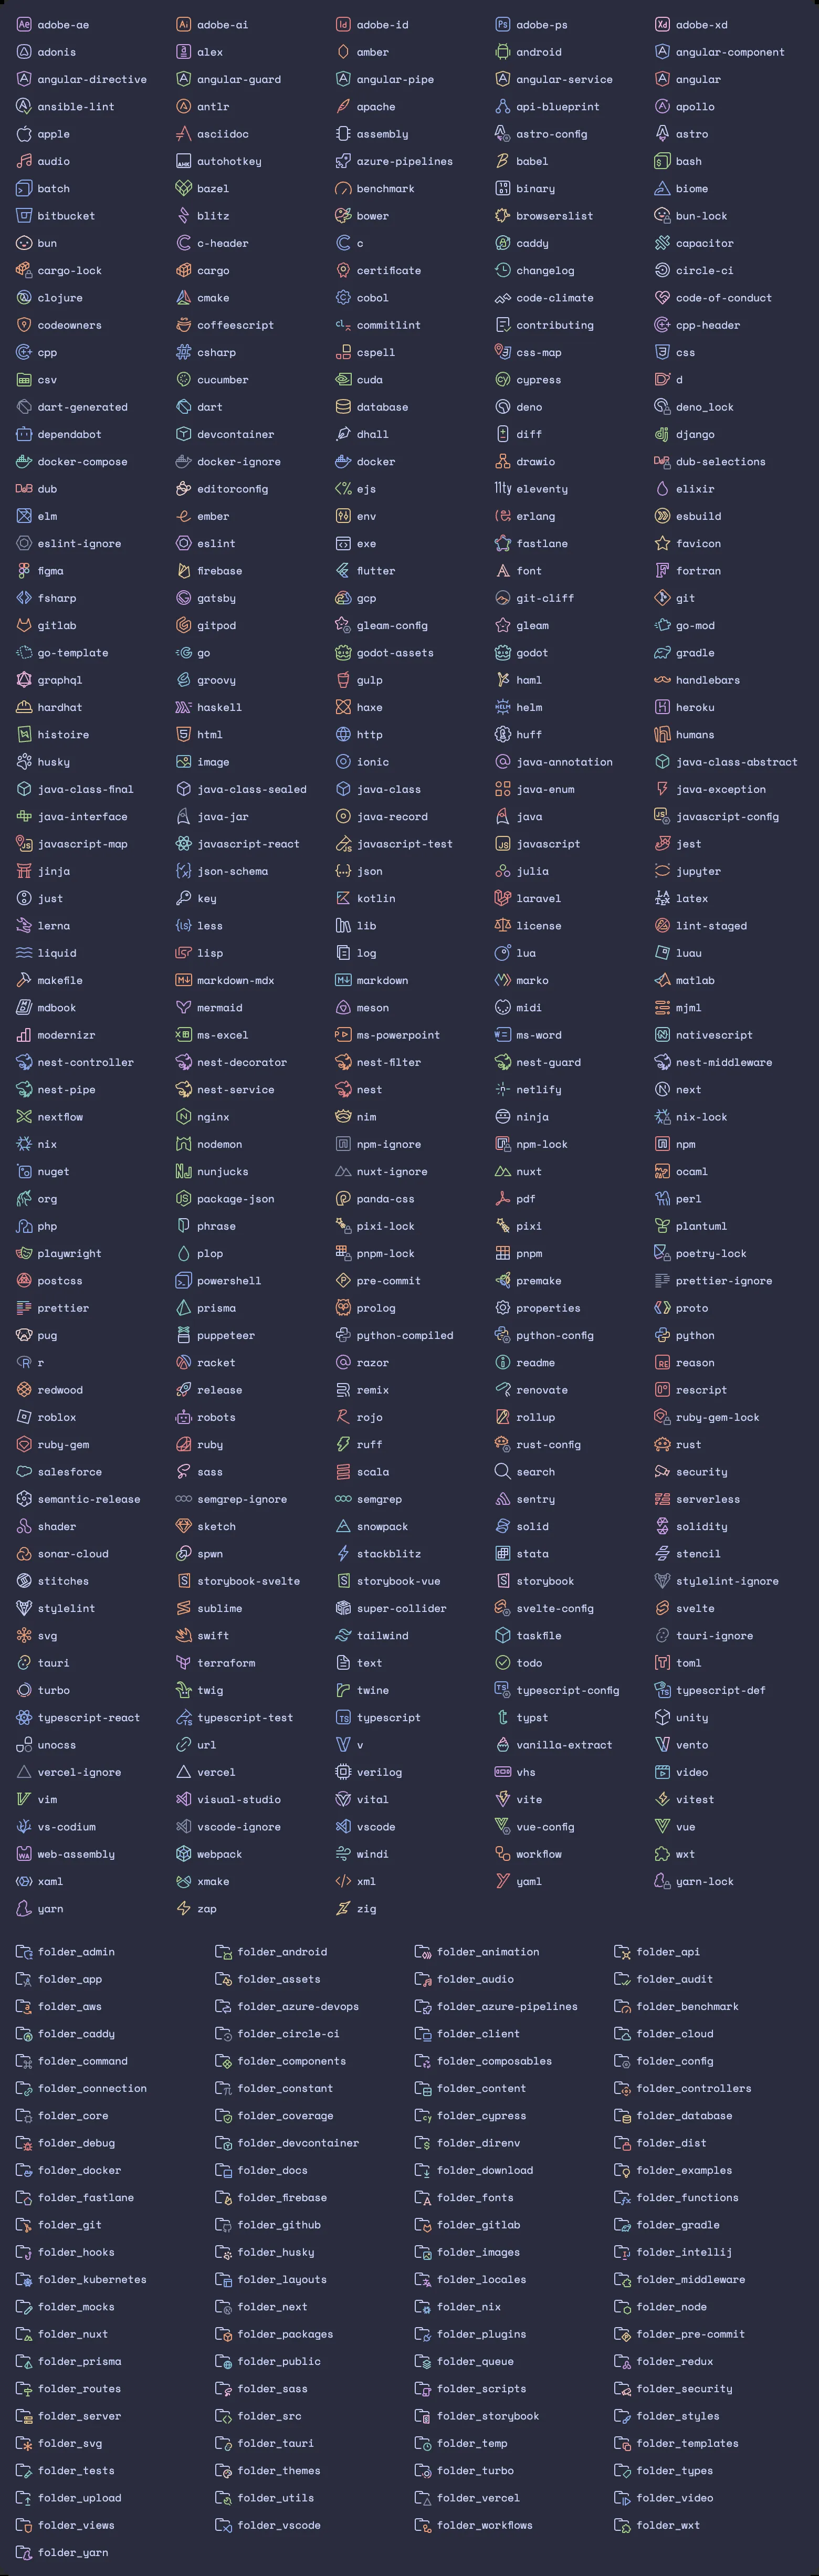 adobe-ae adobe-ai adobe-id adobe-ps adobe-xd
adonis alex amber android angular-component
angular-directive angular-guard angular-pipe angular-service angular
ansible-lint antlr apache api-blueprint apollo
apple asciidoc assembly astro-config astro
audio autohotkey azure-pipelines babel bash
batch bazel benchmark binary biome
bitbucket blitz bower browserslist bun-lock
bun c-header c caddy capacitor
cargo-lock cargo certificate changelog circle-ci
clojure cmake cobol code-climate code-of-conduct
codeowners coffeescript commitlint contributing cpp-header
cpp csharp cspell css-map css
csv cucumber cuda cypress d
dart-generated dart database deno deno_lock
dependabot devcontainer dhall diff django
docker-compose docker-ignore docker drawio dub-selections
dub editorconfig ejs eleventy elixir
elm ember env erlang esbuild
eslint-ignore eslint exe fastlane favicon
figma firebase flutter font fortran
fsharp gatsby gcp git-cliff git
gitlab gitpod gleam-config gleam go-mod
go-template go godot-assets godot gradle
graphql groovy gulp haml handlebars
hardhat haskell haxe helm heroku
histoire html http huff humans
husky image ionic java-annotation java-class-abstract
java-class-final java-class-sealed java-class java-enum java-exception
java-interface java-jar java-record java javascript-config
javascript-map javascript-react javascript-test javascript jest
jinja json-schema json julia jupyter
just key kotlin laravel latex
lerna less lib license lint-staged
liquid lisp log lua luau
makefile markdown-mdx markdown marko matlab
mdbook mermaid meson midi mjml
modernizr ms-excel ms-powerpoint ms-word nativescript
nest-controller nest-decorator nest-filter nest-guard nest-middleware
nest-pipe nest-service nest netlify next
nextflow nginx nim ninja nix-lock
nix nodemon npm-ignore npm-lock npm
nuget nunjucks nuxt-ignore nuxt ocaml
org package-json panda-css pdf perl
php phrase pixi-lock pixi plantuml
playwright plop pnpm-lock pnpm poetry-lock
postcss powershell pre-commit premake prettier-ignore
prettier prisma prolog properties proto
pug puppeteer python-compiled python-config python
r racket razor readme reason
redwood release remix renovate rescript
roblox robots rojo rollup ruby-gem-lock
ruby-gem ruby ruff rust-config rust
salesforce sass scala search security
semantic-release semgrep-ignore semgrep sentry serverless
shader sketch snowpack solid solidity
sonar-cloud spwn stackblitz stata stencil
stitches storybook-svelte storybook-vue storybook stylelint-ignore
stylelint sublime super-collider svelte-config svelte
svg swift tailwind taskfile tauri-ignore
tauri terraform text todo toml
turbo twig twine typescript-config typescript-def
typescript-react typescript-test typescript typst unity
unocss url v vanilla-extract vento
vercel-ignore vercel verilog vhs video
vim visual-studio vital vite vitest
vs-codium vscode-ignore vscode vue-config vue
web-assembly webpack windi workflow wxt
xaml xmake xml yaml yarn-lock
yarn zap zig
folder_admin folder_android folder_animation folder_api
folder_app folder_assets folder_audio folder_audit
folder_aws folder_azure-devops folder_azure-pipelines folder_benchmark
folder_caddy folder_circle-ci folder_client folder_cloud
folder_command folder_components folder_composables folder_config
folder_connection folder_constant folder_content folder_controllers
folder_core folder_coverage folder_cypress folder_database
folder_debug folder_devcontainer folder_direnv folder_dist
folder_docker folder_docs folder_download folder_examples
folder_fastlane folder_firebase folder_fonts folder_functions
folder_git folder_github folder_gitlab folder_gradle
folder_hooks folder_husky folder_images folder_intellij
folder_kubernetes folder_layouts folder_locales folder_middleware
folder_mocks folder_next folder_nix folder_node
folder_nuxt folder_packages folder_plugins folder_pre-commit
folder_prisma folder_public folder_queue folder_redux
folder_routes folder_sass folder_scripts folder_security
folder_server folder_src folder_storybook folder_styles
folder_svg folder_tauri folder_temp folder_templates
folder_tests folder_themes folder_turbo folder_types
folder_upload folder_utils folder_vercel folder_video
folder_views folder_vscode folder_workflows folder_wxt
folder_yarn